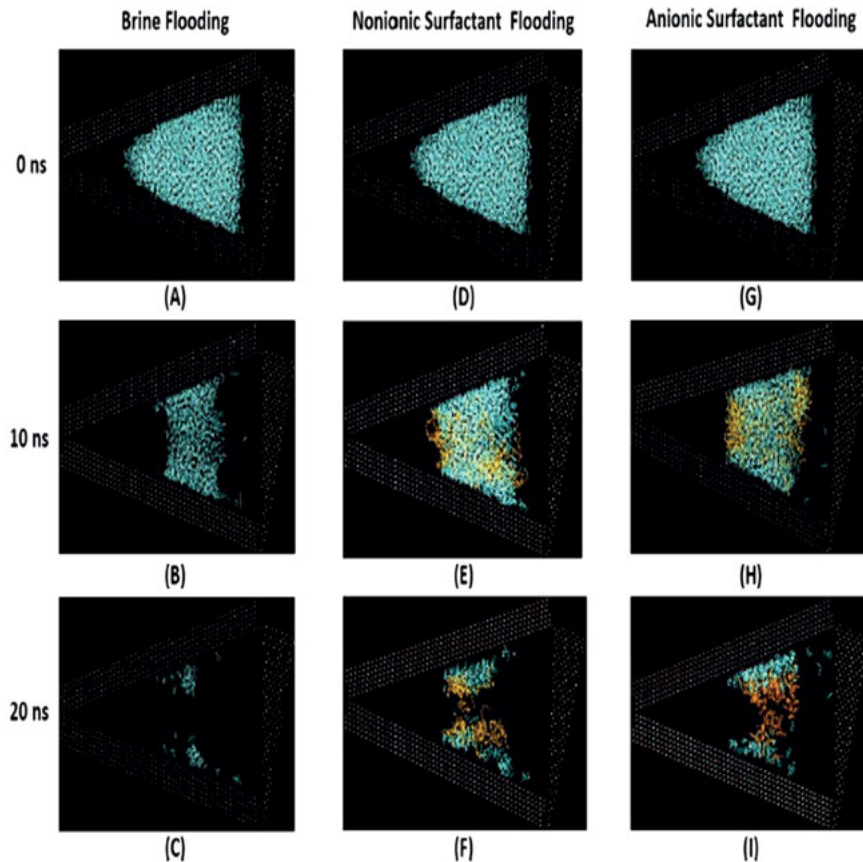 Brine Flooding
Nonionic Surfactant Flooding
Anionic Surfactant Flooding
0 ns
(A)
(D)
(G)
10 ns
(B)
(E)
(H)
20 ns
(C)
(F)
(I)